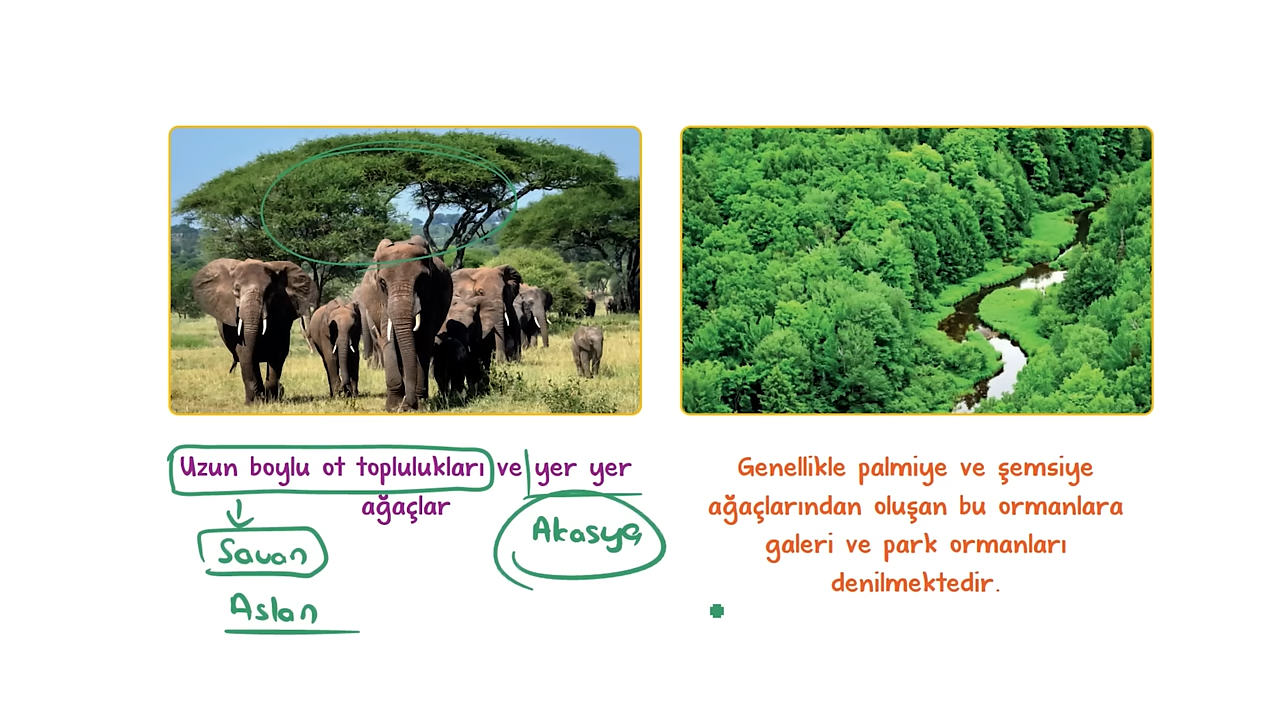 Uzun boylu ot toplulukları ve yer yer
ağaçlar
Savan
Aslan
Akasya
Genellikle palmiye ve şemsiye
ağaçlarından oluşan bu ormanlara
galeri ve park ormanları
denilmektedir.